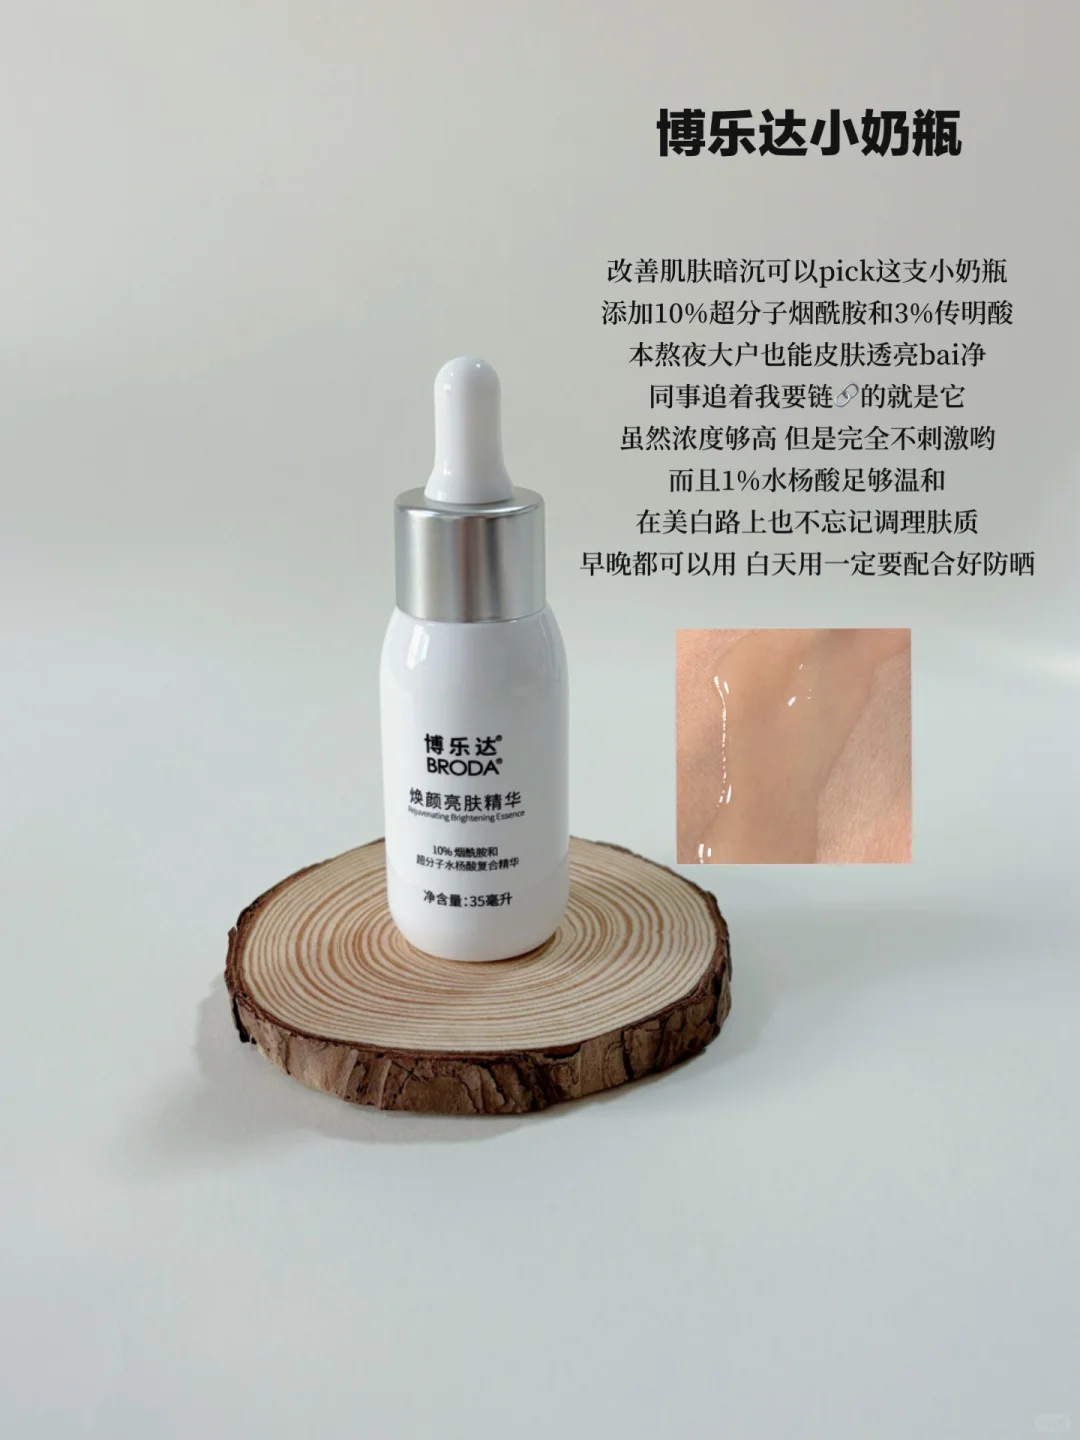 博乐达小奶瓶
改善肌肤暗沉可以pick这支小奶瓶
添加10%超分子烟酰胺和3%传明酸
本熬夜大户也能皮肤透亮bai净
同事追着我要链🔗的就是它
虽然浓度够高 但是完全不刺激哟
而且1%水杨酸足够温和
在美白路上也不忘记调理肤质
早晚都可以用 白天用一定要配合好防晒
博乐达®
BRODA®
焕颜亮肤精华
Rejuvenating Brightening Essence
10% 烟酰胺和
超分子水杨酸复合精华
净含量:35毫升